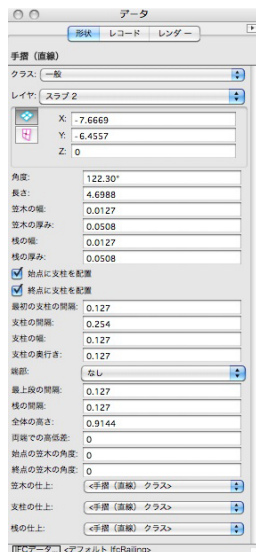 データ
形状 レコード レンダー
手摺（直線）
クラス: 一般
レイヤ: スラブ 2
X: -7.6669
Y: -6.4557
Z: 0
角度: 122.30°
長さ: 4.6988
笠木の幅: 0.0127
笠木の厚み: 0.0508
桟の幅: 0.0127
桟の厚み: 0.0508
始点に支柱を配置
終点に支柱を配置
最初の支柱の間隔: 0.127
支柱の間隔: 0.254
支柱の幅: 0.127
支柱の奥行き: 0.127
端部: なし
最上段の間隔: 0.127
桟の間隔: 0.127
全体の高さ: 0.9144
両端での高低差: 0
始点の笠木の角度: 0
終点の笠木の角度: 0
笠木の仕上: <手摺（直線） クラス>
支柱の仕上: <手摺（直線） クラス>
桟の仕上: <手摺（直線） クラス>
IFCデータ... <デフォルト IfcRailing>